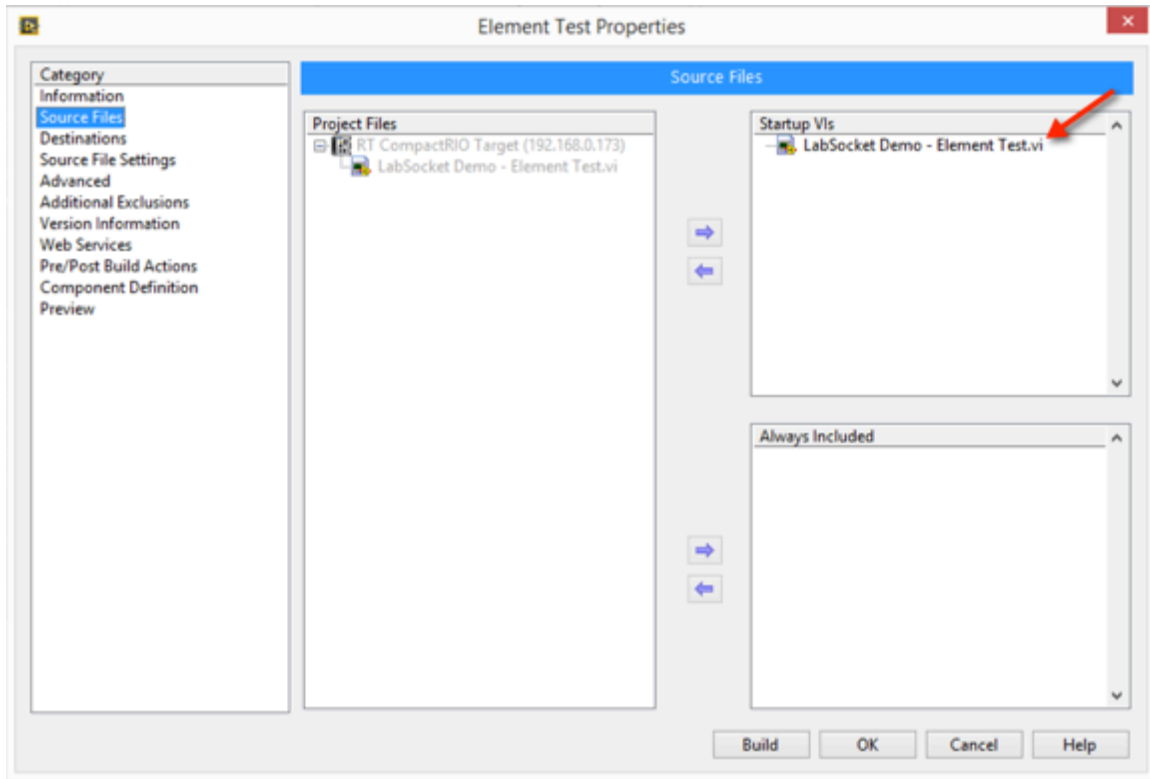 Element Test Properties
Category
Information
Source Files
Destinations
Source File Settings
Advanced
Additional Exclusions
Version Information
Web Services
Pre/Post Build Actions
Component Definition
Preview
Source Files
Project Files
RT CompactRIO Target (192.168.0.173)
LabSocket Demo - Element Test.vi
Startup VIs
LabSocket Demo - Element Test.vi
Always Included
Build
OK
Cancel
Help